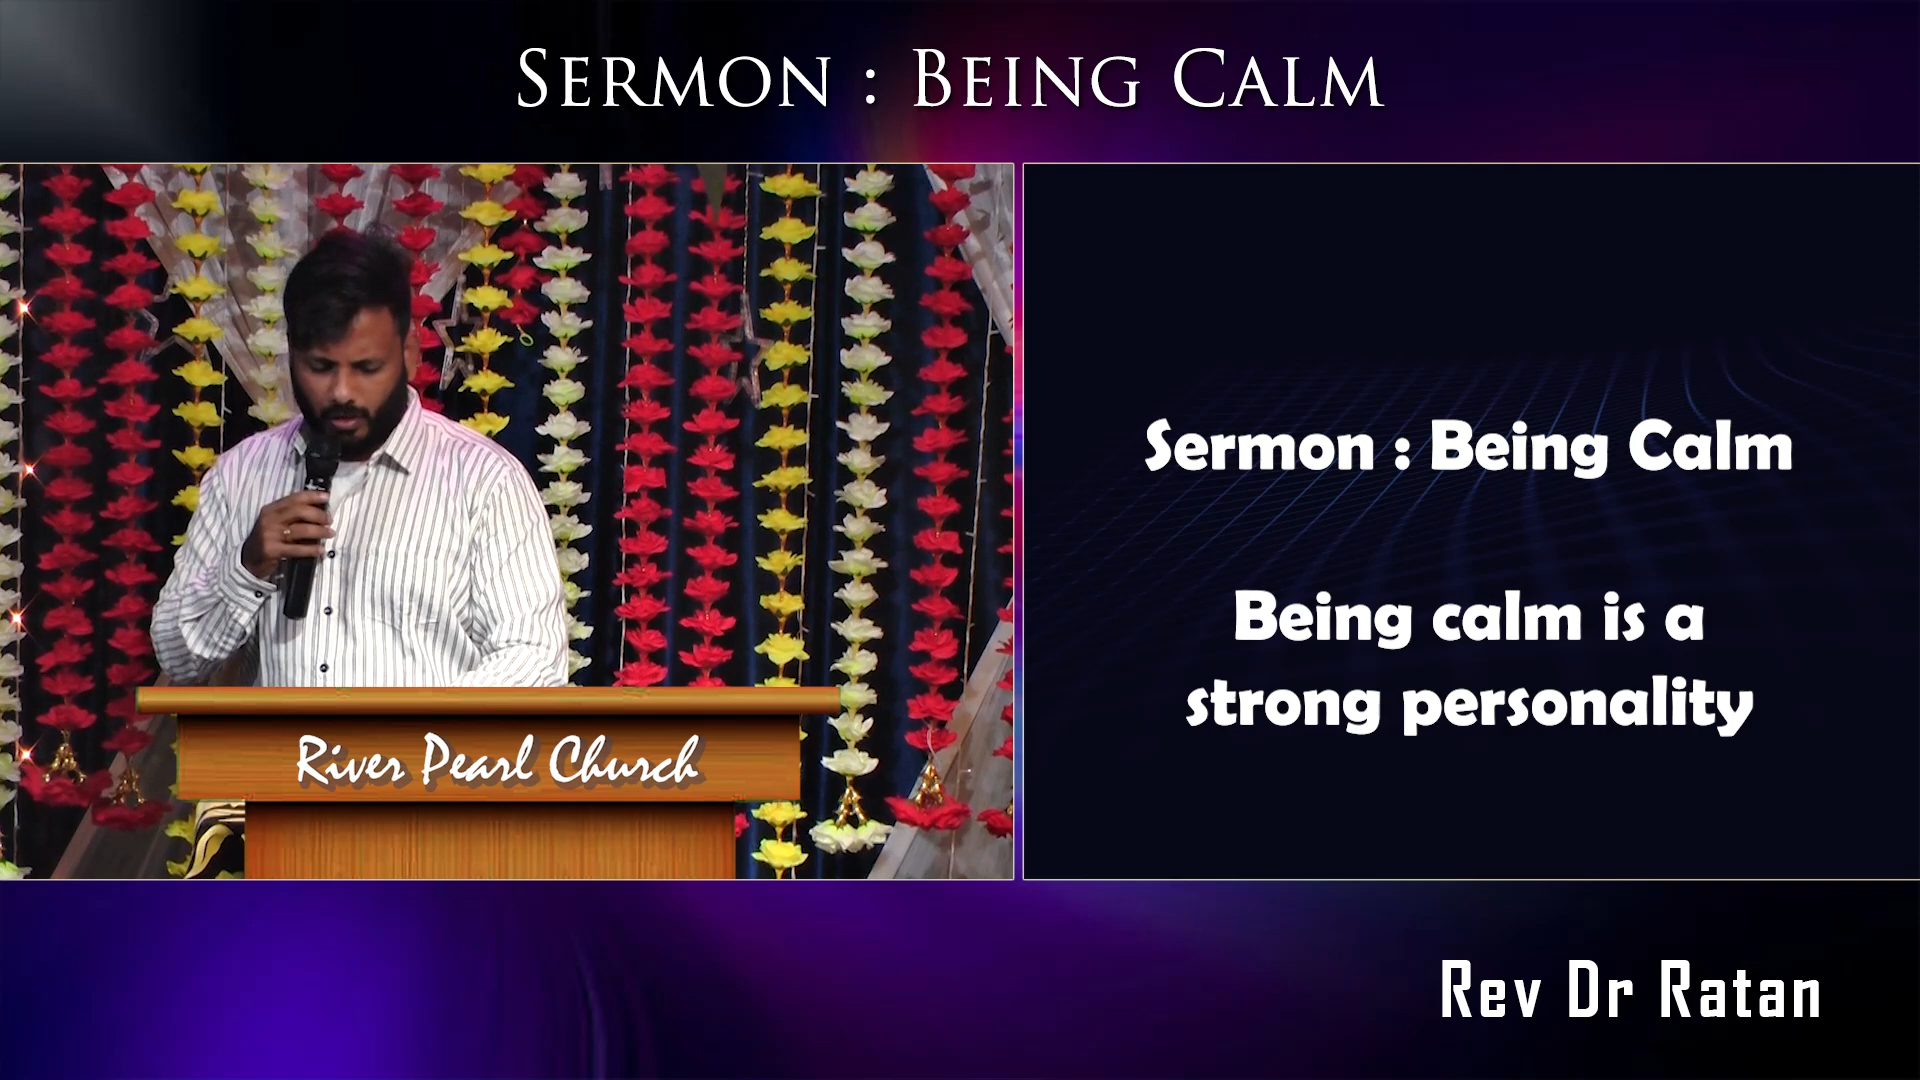 SERMON : BEING CALM
Sermon : Being Calm
Being calm is a
strong personality
River Pearl Church
Rev Dr Ratan